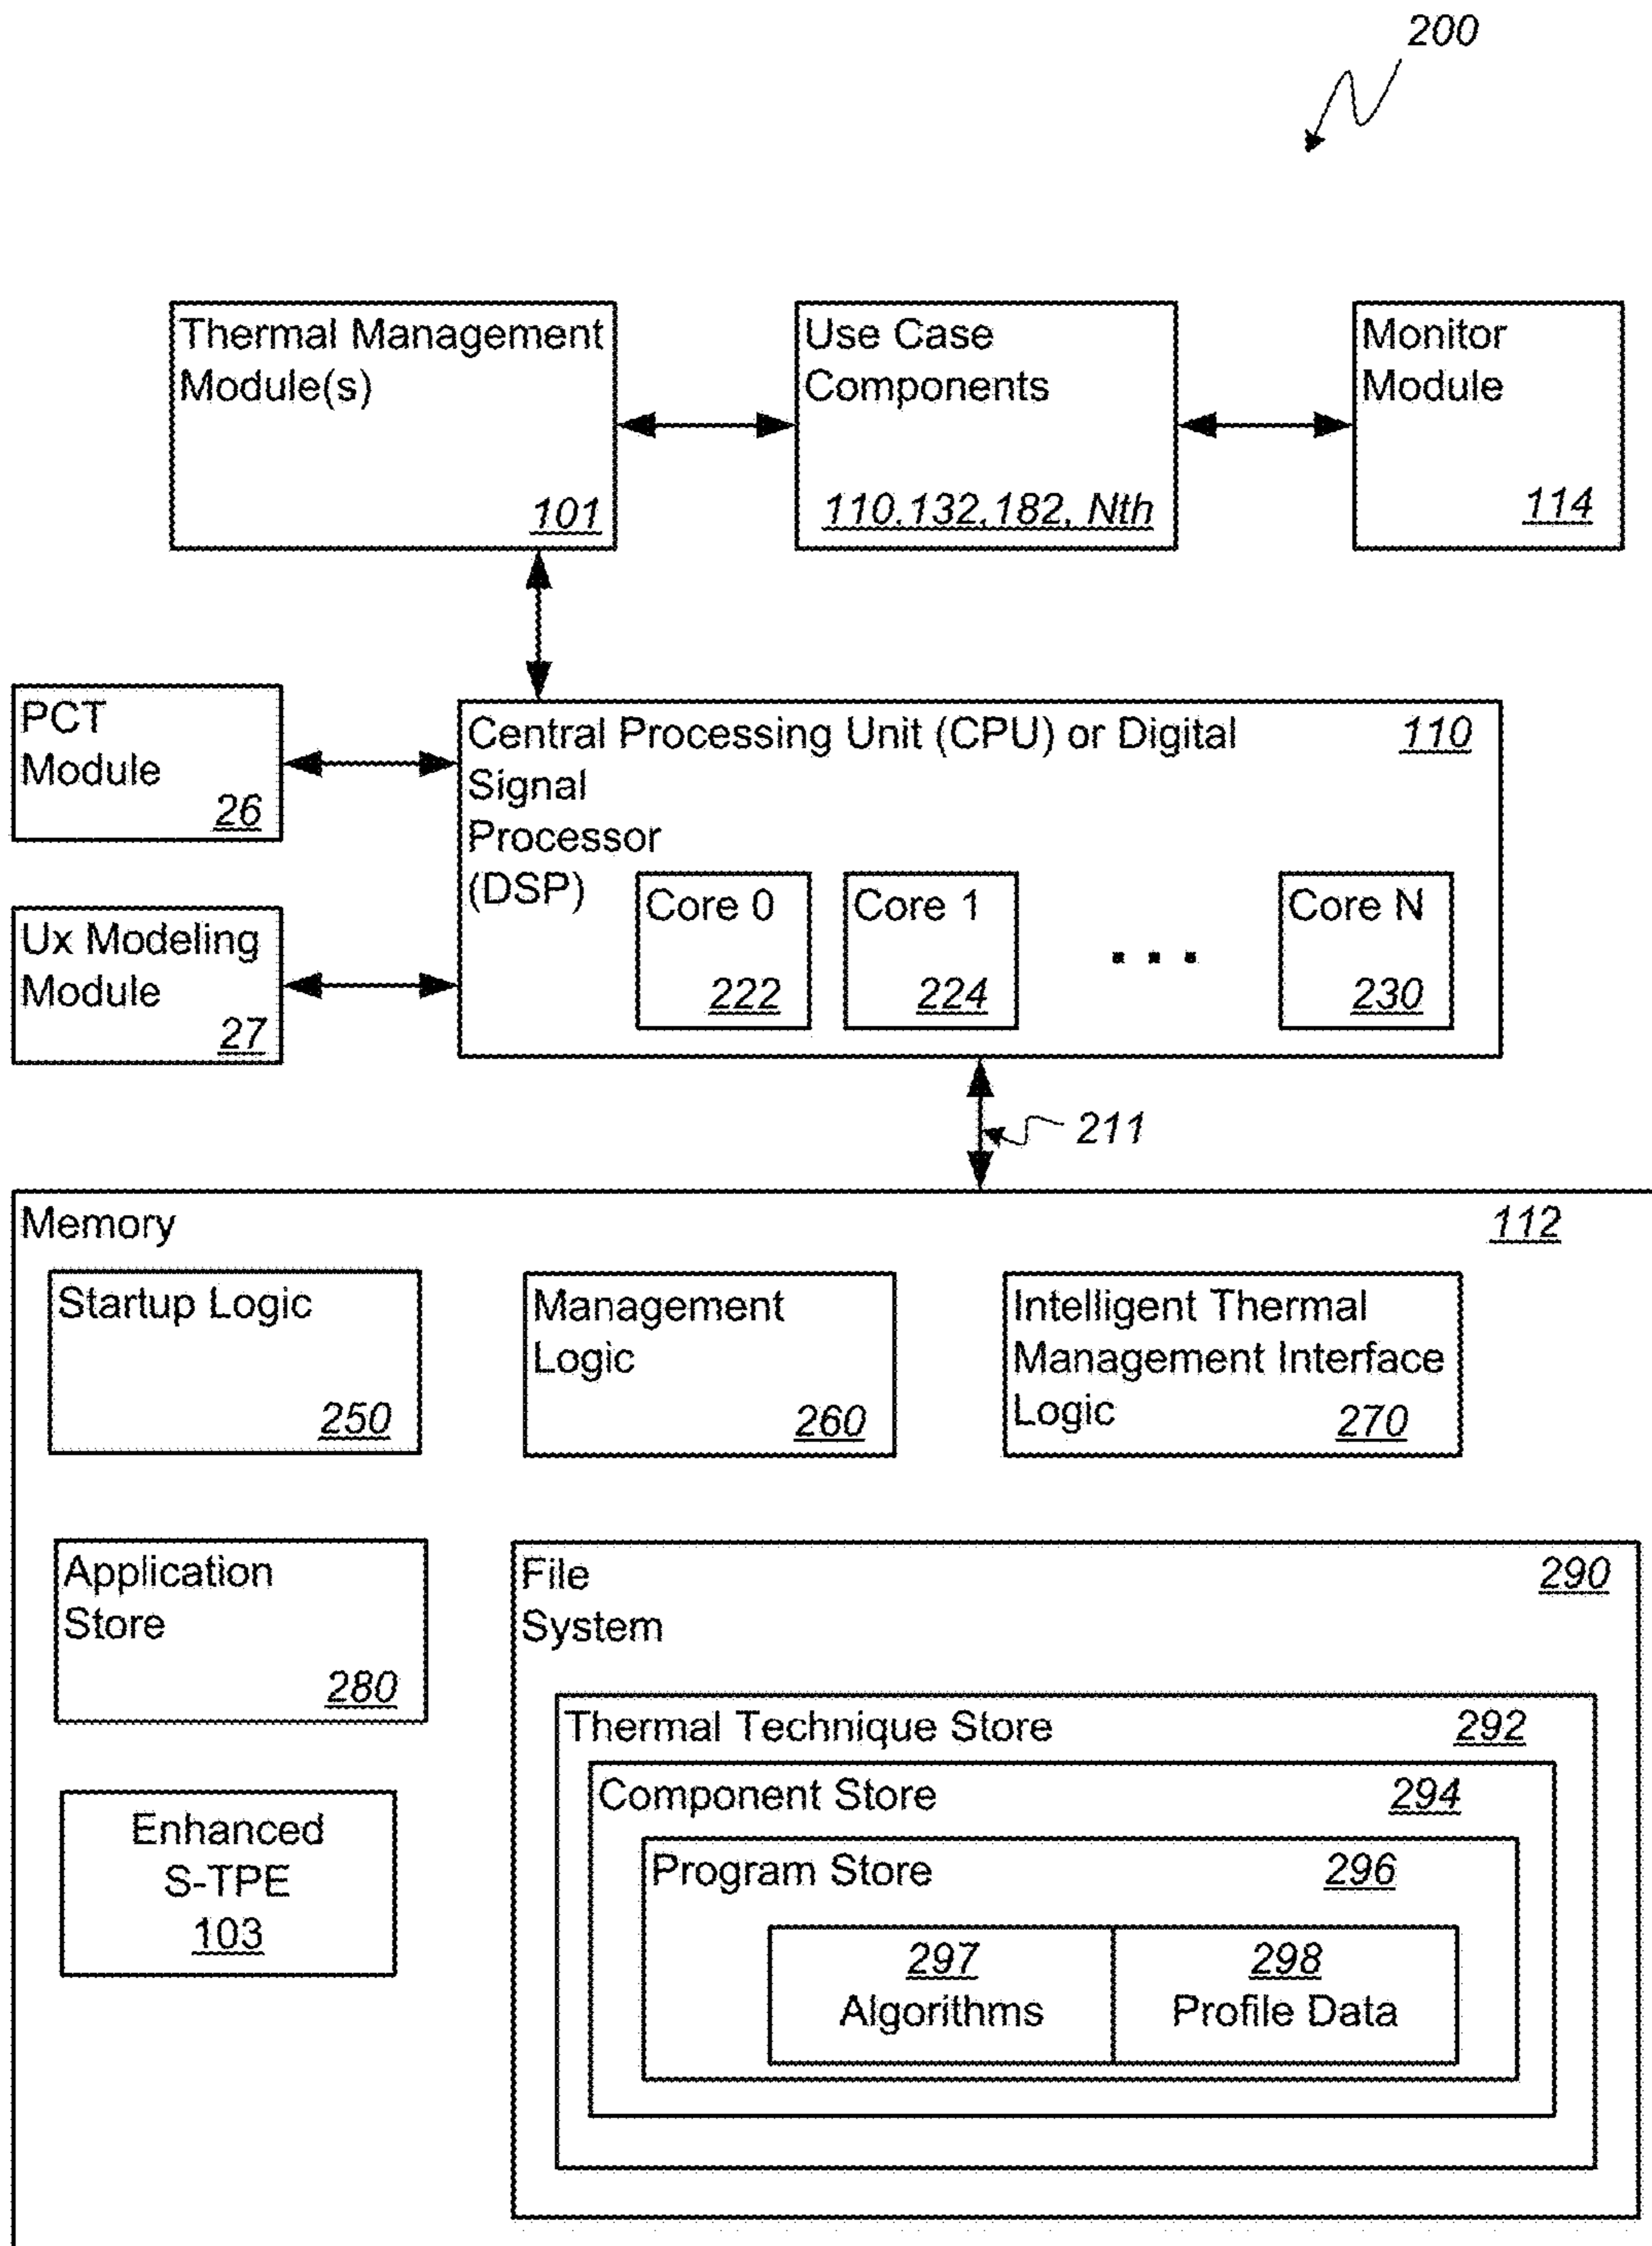 200
Thermal Management
Module(s)
101
Use Case
Components
110,132,182, Nth
Monitor
Module
114
PCT
Module
26
Ux Modeling
Module
27
Central Processing Unit (CPU) or Digital
Signal
Processor
(DSP)
110
Core 0
222
Core 1
224
. . .
Core N
230
211
Memory
112
Startup Logic
250
Management
Logic
260
Intelligent Thermal
Management Interface
Logic
270
Application
Store
280
Enhanced
S-TPE
103
File
System
290
Thermal Technique Store
292
Component Store
294
Program Store
296
297
Algorithms
298
Profile Data